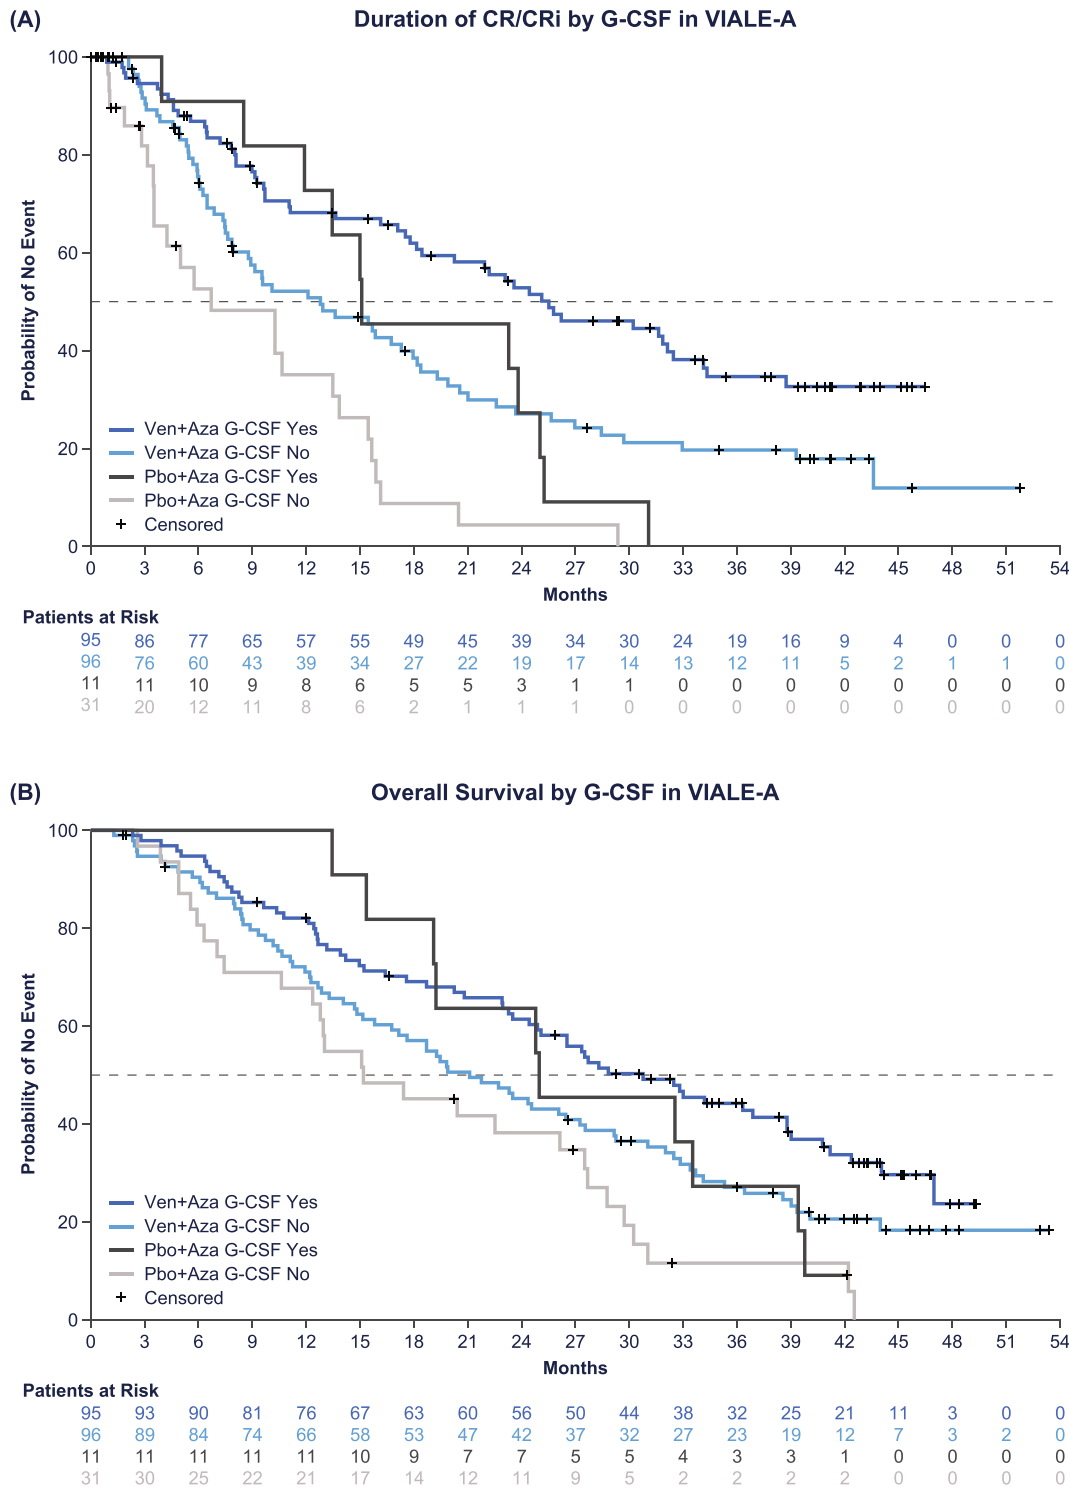 (A)
Duration of CR/CRi by G-CSF in VIALE-A
Probability of No Event
100
80
60
40
20
0
Ven+Aza G-CSF Yes
Ven+Aza G-CSF No
Pbo+Aza G-CSF Yes
Pbo+Aza G-CSF No
Censored
0 3 6 9 12 15 18 21 24 27 30 33 36 39 42 45 48 51 54
Months
Patients at Risk
95 86 77 65 57 55 49 45 39 34 30 24 19 16 9 4 0 0 0
96 76 60 43 39 34 27 22 19 17 14 13 12 11 5 2 1 1 0
11 11 10 9 8 6 5 5 3 1 1 0 0 0 0 0 0 0 0
31 20 12 11 8 6 2 1 1 1 0 0 0 0 0 0 0 0 0
(B)
Overall Survival by G-CSF in VIALE-A
Probability of No Event
100
80
60
40
20
0
Ven+Aza G-CSF Yes
Ven+Aza G-CSF No
Pbo+Aza G-CSF Yes
Pbo+Aza G-CSF No
Censored
0 3 6 9 12 15 18 21 24 27 30 33 36 39 42 45 48 51 54
Months
Patients at Risk
95 93 90 81 76 67 63 60 56 50 44 38 32 25 21 11 3 0 0
96 89 84 74 66 58 53 47 42 37 32 27 23 19 12 7 3 2 0
11 11 11 11 11 10 9 7 7 5 5 4 3 3 1 0 0 0 0
31 30 25 22 21 17 14 12 11 9 5 2 2 2 2 0 0 0 0